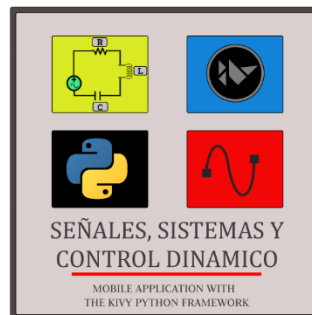 R
L
C
SEÑALES, SISTEMAS Y
CONTROL DINAMICO
MOBILE APPLICATION WITH
THE KIVY PYTHON FRAMEWORK